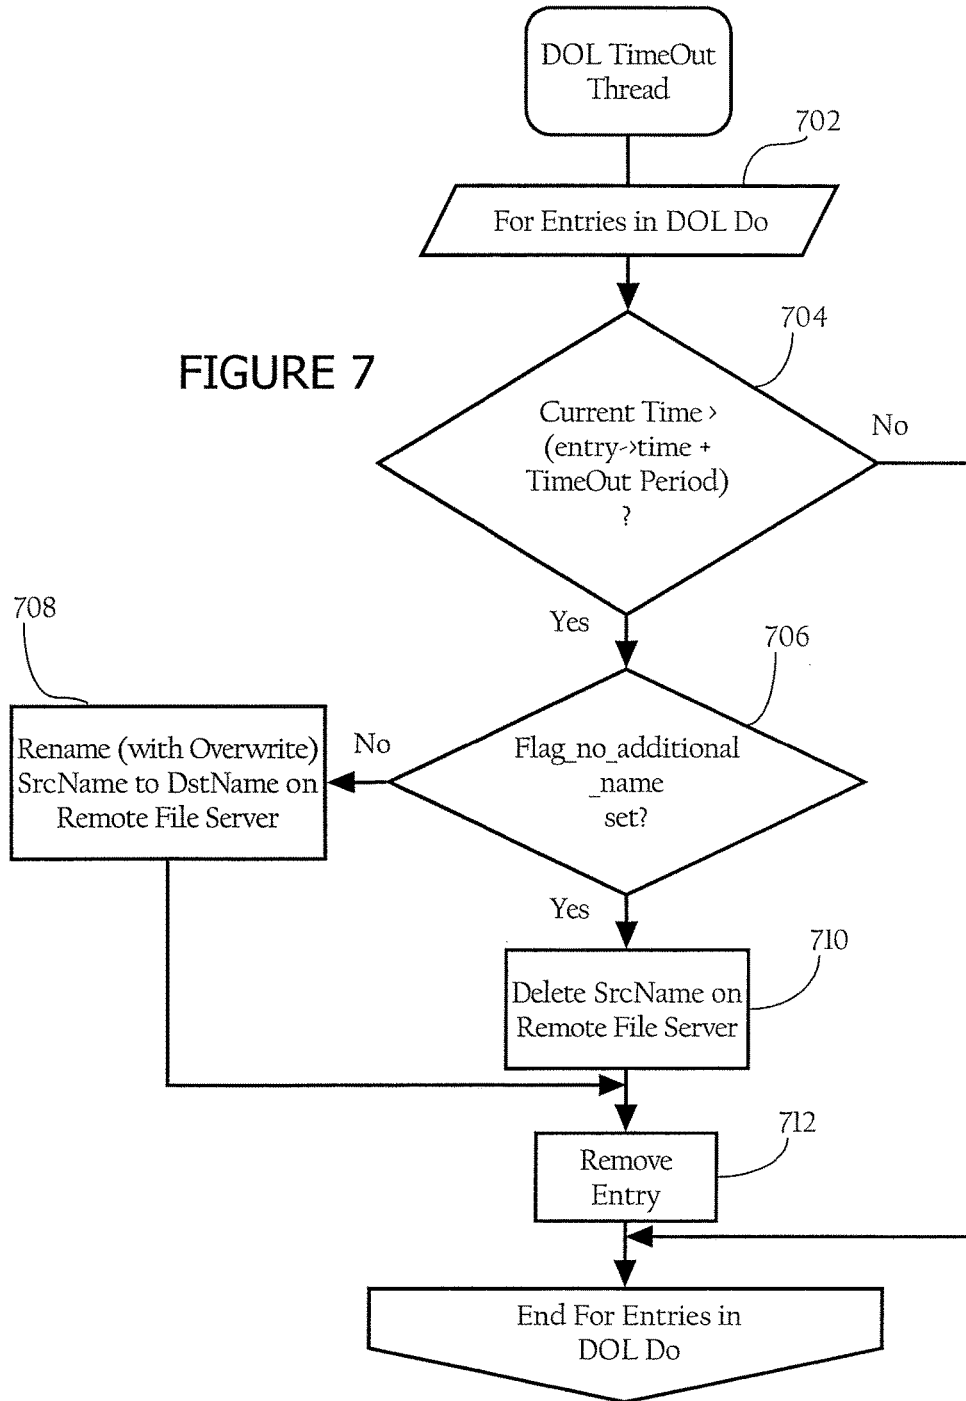 DOL TimeOut
Thread
702
For Entries in DOL Do
704
FIGURE 7
Current Time >
(entry->time +
TimeOut Period)
?
No
Yes
708
706
Rename (with Overwrite)
SrcName to DstName on
Remote File Server
No
Flag_no_additional
_name
set?
Yes
710
Delete SrcName on
Remote File Server
712
Remove
Entry
End For Entries in
DOL Do